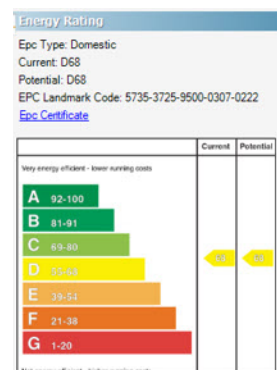 Energy Rating
Epc Type: Domestic
Current: D68
Potential: D68
EPC Landmark Code: 5735-3725-9500-0307-0222
Epc Certificate
Current Potential
Very energy efficient - lower running costs
A 92-100
B 81-91
C 69-80
D 55-68
E 39-54
F 21-38
G 1-20